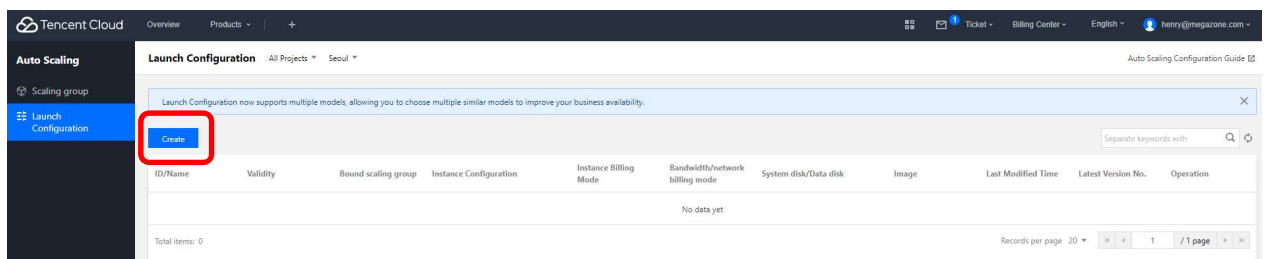 Tencent Cloud Overview Products + 1 Ticket Billing Center English henry@megazone.com
Auto Scaling
Launch Configuration All Projects Seoul Auto Scaling Configuration Guide
Scaling group
Launch Configuration now supports multiple models, allowing you to choose multiple similar models to improve your business availability.
Launch
Configuration
Create Separate keywords with
ID/Name Validity Bound scaling group Instance Configuration Instance Billing Mode Bandwidth/network billing mode System disk/Data disk Image Last Modified Time Latest Version No. Operation
No data yet
Total items: 0 Records per page 20 1 / 1 page